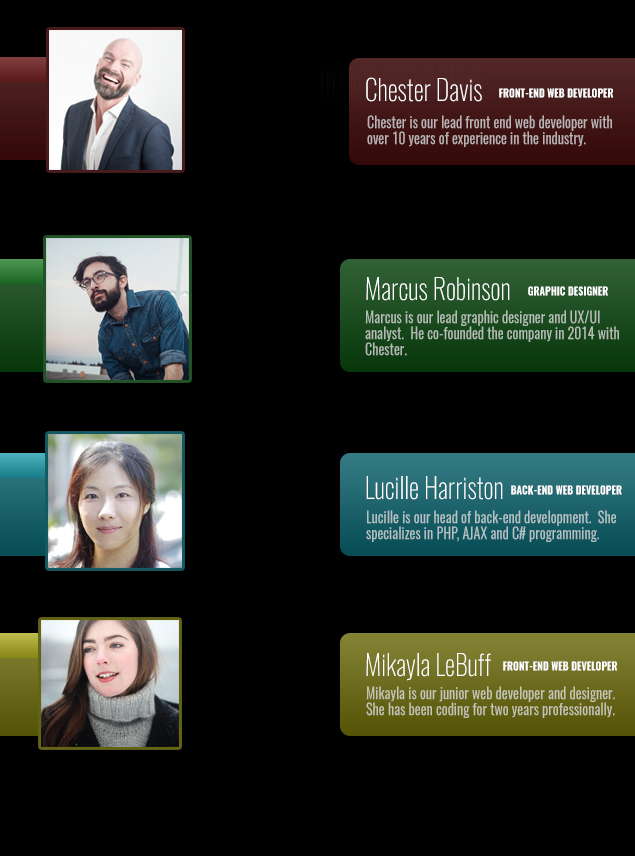 Chester Davis FRONT-END WEB DEVELOPER
Chester is our lead front end web developer with
over 10 years of experience in the industry.
Marcus Robinson GRAPHIC DESIGNER
Marcus is our lead graphic designer and UX/UI
analyst.  He co-founded the company in 2014 with
Chester.
Lucille Harriston BACK-END WEB DEVELOPER
Lucille is our head of back-end development.  She
specializes in PHP, AJAX and C# programming.
Mikayla LeBuff FRONT-END WEB DEVELOPER
Mikayla is our junior web developer and designer.
She has been coding for two years professionally.